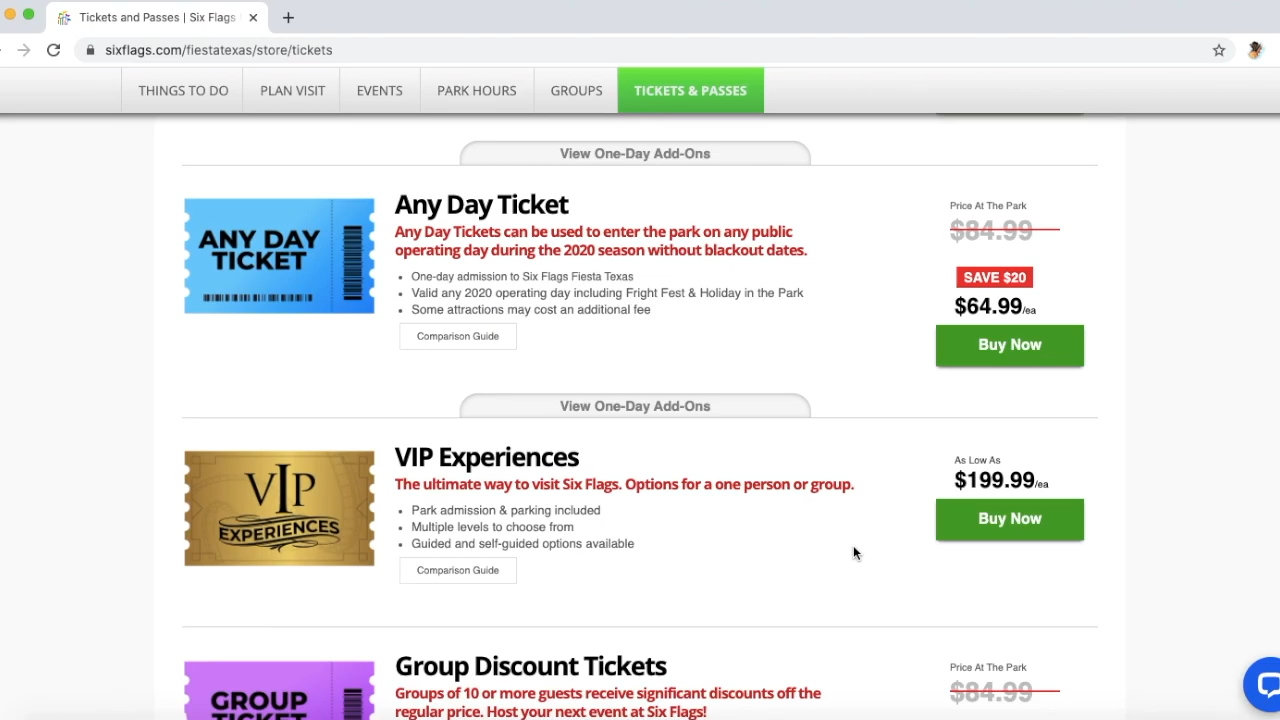 Tickets and Passes | Six Flags
sixflags.com/fiestatexas/store/tickets
THINGS TO DO
PLAN VISIT
EVENTS
PARK HOURS
GROUPS
TICKETS & PASSES
View One-Day Add-Ons
ANY DAY
TICKET
Any Day Ticket
Any Day Tickets can be used to enter the park on any public
operating day during the 2020 season without blackout dates.
One-day admission to Six Flags Fiesta Texas
Valid any 2020 operating day including Fright Fest & Holiday in the Park
Some attractions may cost an additional fee
Comparison Guide
Price At The Park
$84.99
SAVE $20
$64.99/ea
Buy Now
View One-Day Add-Ons
VIP
EXPERIENCES
VIP Experiences
The ultimate way to visit Six Flags. Options for a one person or group.
Park admission & parking included
Multiple levels to choose from
Guided and self-guided options available
Comparison Guide
As Low As
$199.99/ea
Buy Now
GROUP
TICKET
Group Discount Tickets
Groups of 10 or more guests receive significant discounts off the
regular price. Host your next event at Six Flags!
Price At The Park
$84.99